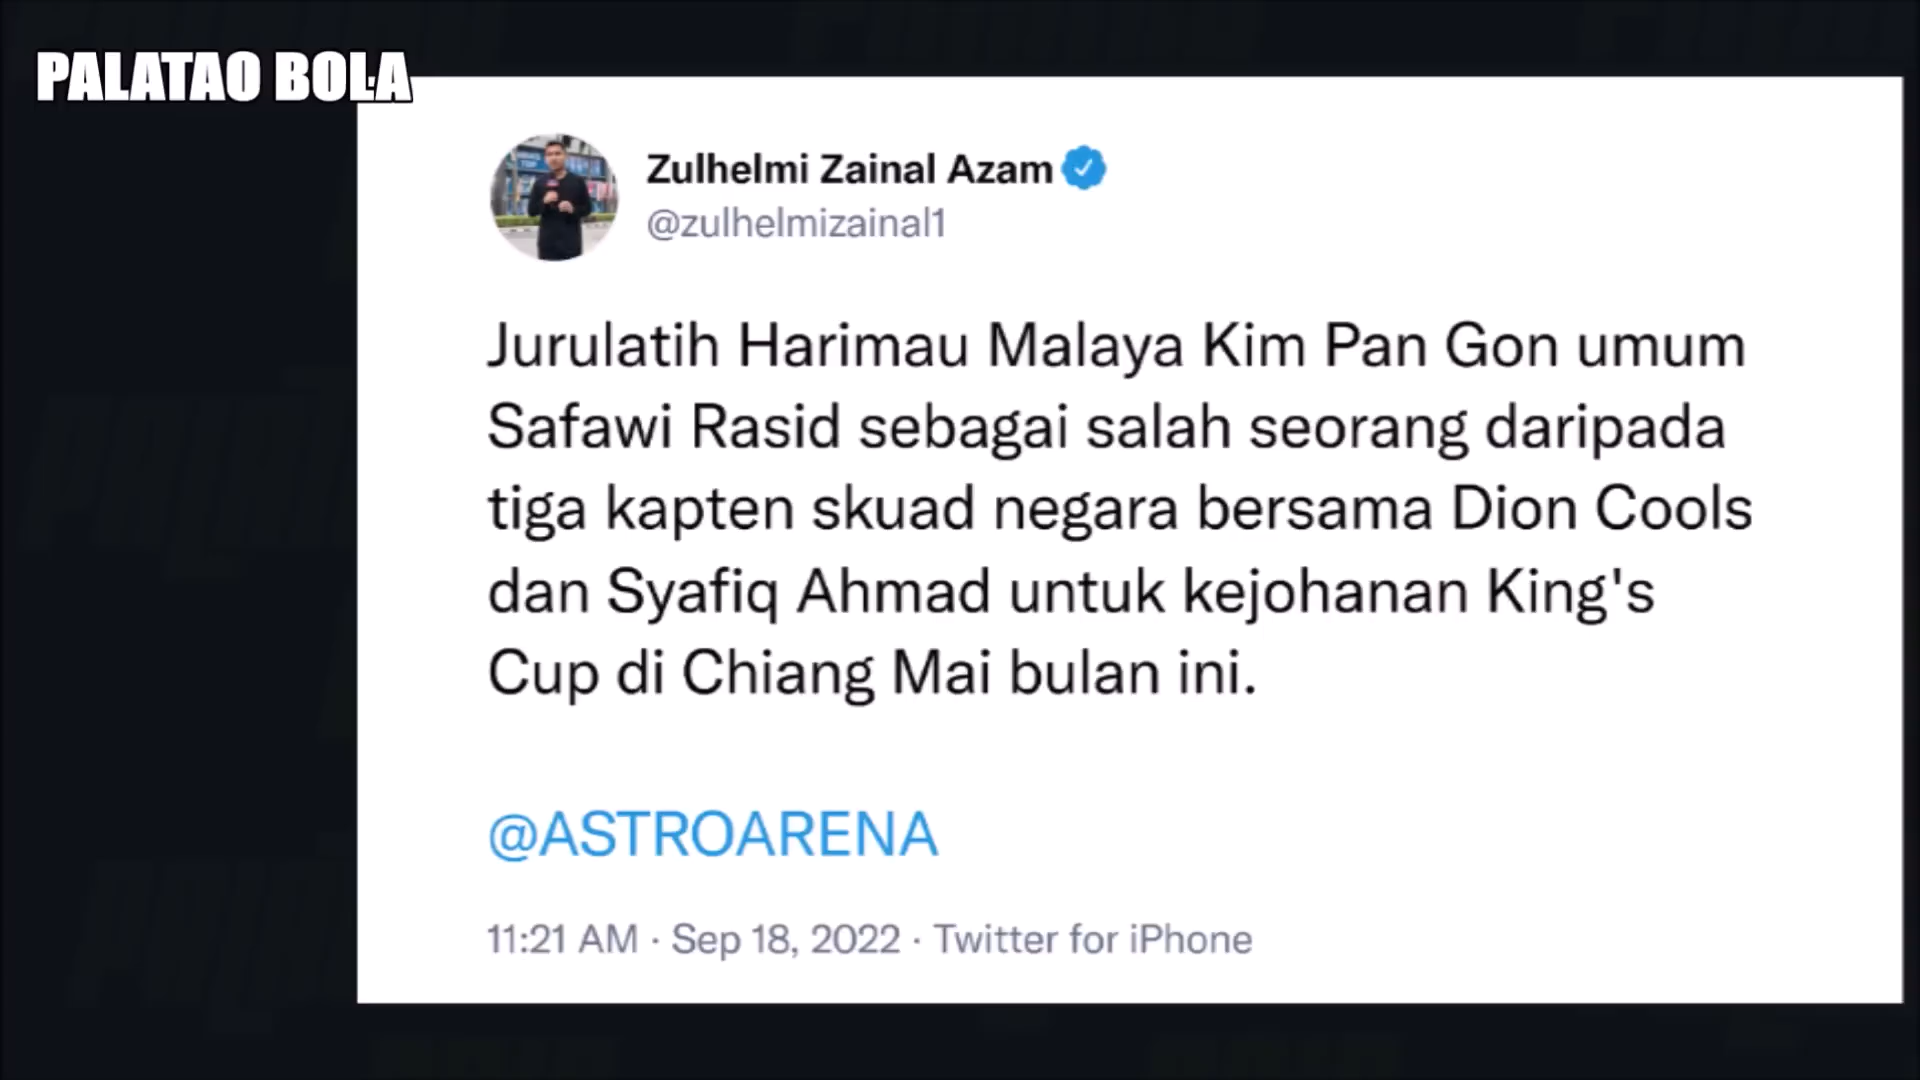 PALATAO BOLA
Zulhelmi Zainal Azam
@zulhelmizainal1
Jurulatih Harimau Malaya Kim Pan Gon umum
Safawi Rasid sebagai salah seorang daripada
tiga kapten skuad negara bersama Dion Cools
dan Syafiq Ahmad untuk kejohanan King's
Cup di Chiang Mai bulan ini.
@ASTROARENA
11:21 AM · Sep 18, 2022 · Twitter for iPhone